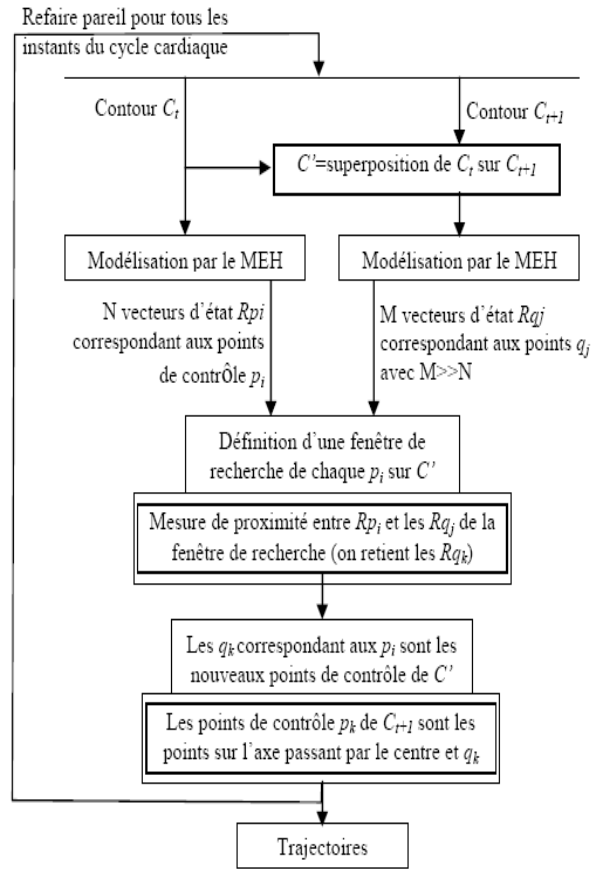 Refaire pareil pour tous les
instants du cycle cardiaque
Contour Ct
Contour Ct+1
C'=superposition de Ct sur Ct+1
Modélisation par le MEH
Modélisation par le MEH
N vecteurs d'état Rpi
correspondant aux points
de contrôle pi
M vecteurs d'état Rqj
correspondant aux points qj
avec M>>N
Définition d'une fenêtre de
recherche de chaque pi sur C'
Mesure de proximité entre Rpi et les Rqj de la
fenêtre de recherche (on retient les Rqk)
Les qk correspondant aux pi sont les
nouveaux points de contrôle de C'
Les points de contrôle pk de Ct+1 sont les
points sur l'axe passant par le centre et qk
Trajectoires